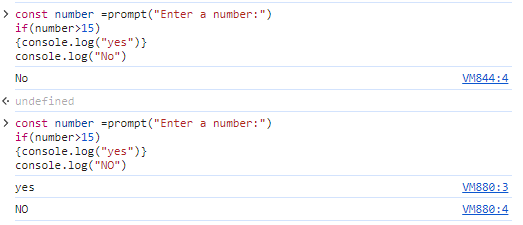 const number =prompt("Enter a number:")
if(number>15)
{console.log("yes")}
console.log("No")
No VM844:4
undefined
const number =prompt("Enter a number:")
if(number>15)
{console.log("yes")}
console.log("NO")
yes VM880:3
NO VM880:4